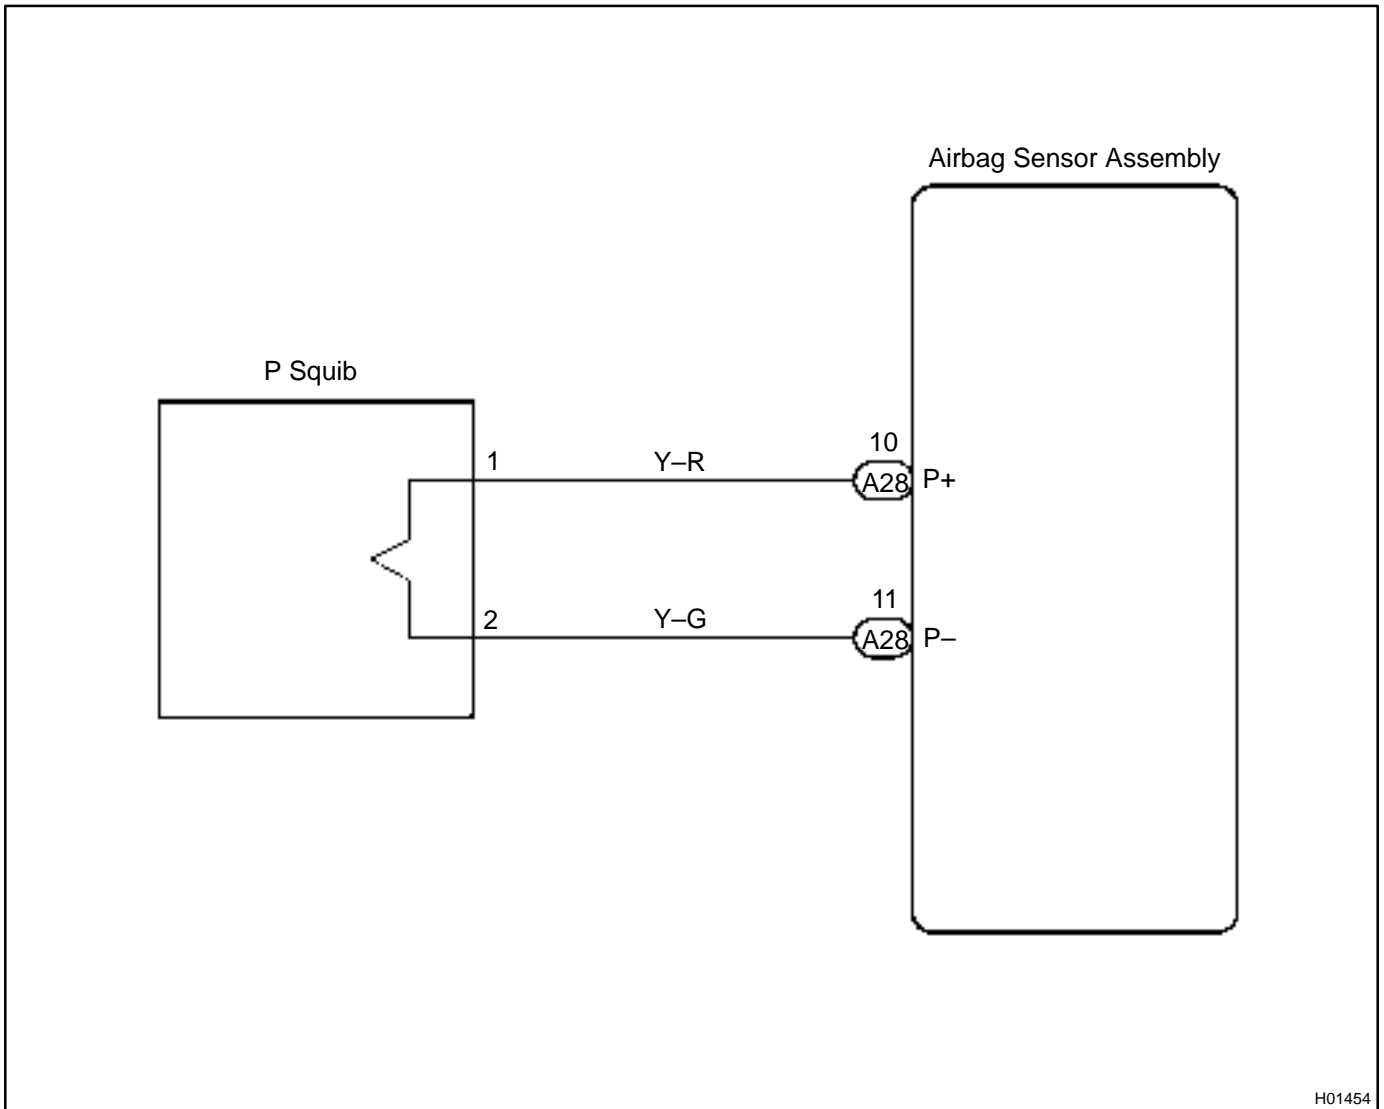 Airbag Sensor Assembly
P Squib
1
Y–R
10
A28
P+
2
Y–G
11
A28
P–
H01454